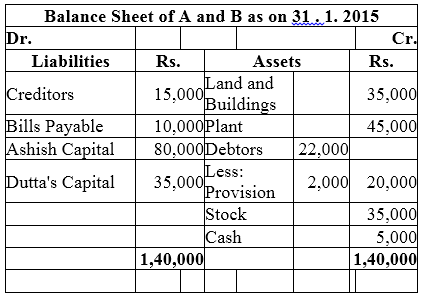 Balance Sheet of A and B as on 31 . 1. 2015
Dr. Cr.
Liabilities Rs. Assets Rs.
Creditors 15,000 Land and Buildings 35,000
Bills Payable 10,000 Plant 45,000
Ashish Capital 80,000 Debtors 22,000
Dutta's Capital 35,000 Less: Provision 2,000 20,000
Stock 35,000
Cash 5,000
1,40,000 1,40,000